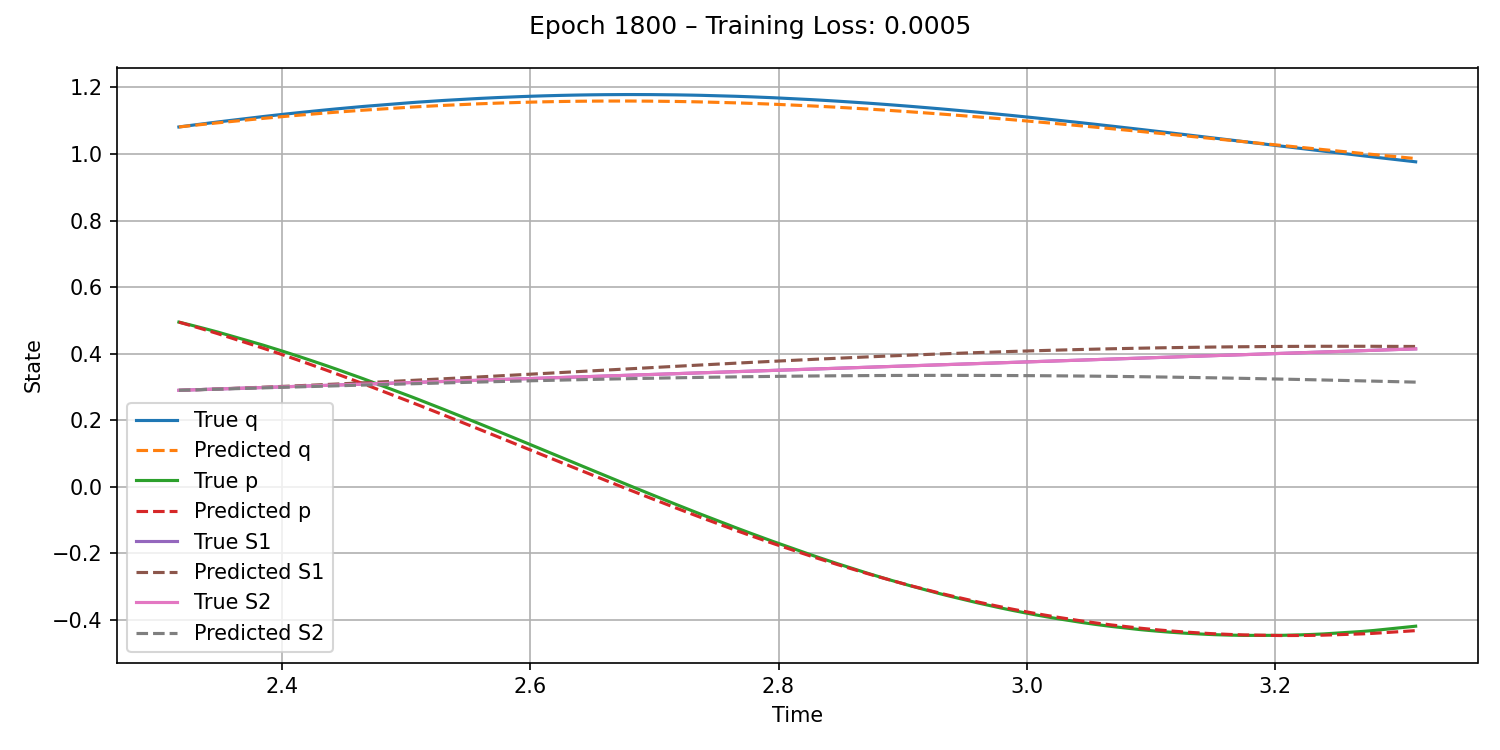 Epoch 1800 – Training Loss: 0.0005
1.2
1.0
0.8
0.6
0.4
0.2
0.0
−0.2
−0.4
State
True q
Predicted q
True p
Predicted p
True S1
Predicted S1
True S2
Predicted S2
2.4 2.6 2.8 3.0 3.2
Time